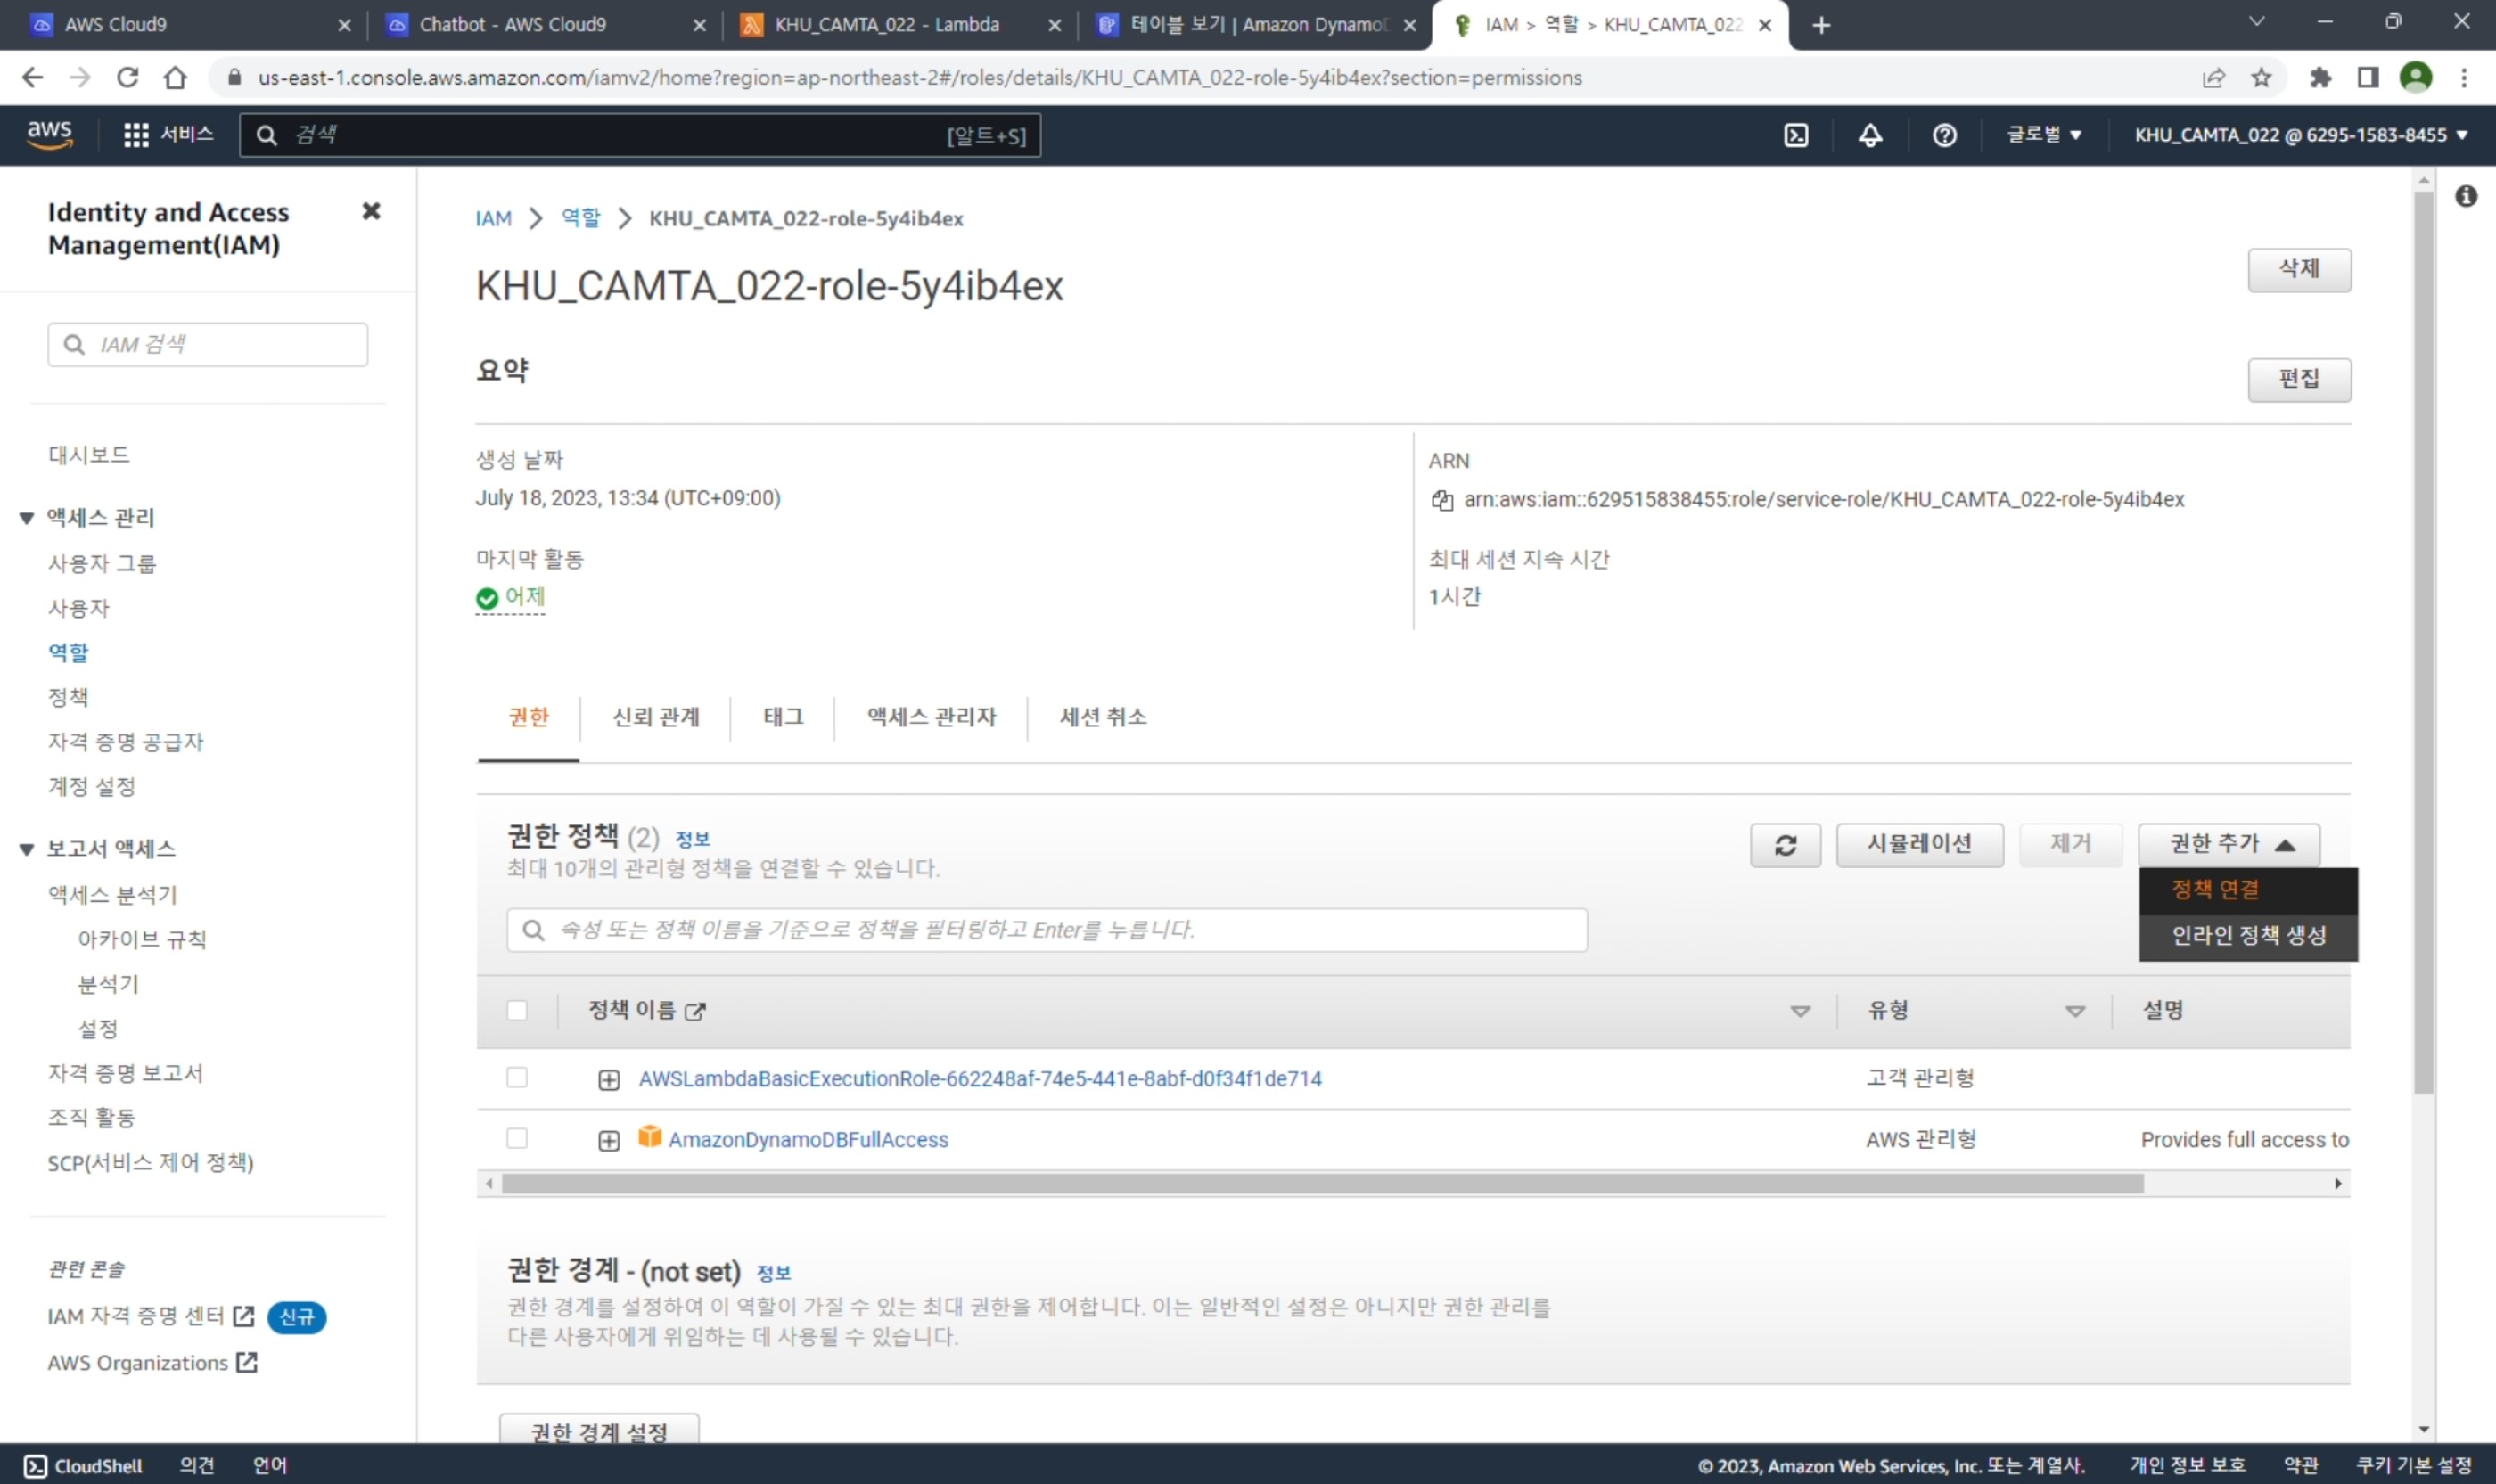 AWS Cloud9
Chatbot - AWS Cloud9
KHU_CAMTA_022 - Lambda
테이블 보기 | Amazon Dynamo
IAM > 역할 > KHU_CAMTA_022
us-east-1.console.aws.amazon.com/iamv2/home?region=ap-northeast-2#/roles/details/KHU_CAMTA_022-role-5y4ib4ex?section=permissions
aws
서비스
검색
[알트+S]
글로벌
KHU_CAMTA_022 @ 6295-1583-8455
Identity and Access
Management(IAM)
IAM 검색
대시보드
액세스 관리
사용자 그룹
사용자
역할
정책
자격 증명 공급자
계정 설정
보고서 액세스
액세스 분석기
아카이브 규칙
분석기
설정
자격 증명 보고서
조직 활동
SCP(서비스 제어 정책)
관련 콘솔
IAM 자격 증명 센터 신규
AWS Organizations
IAM > 역할 > KHU_CAMTA_022-role-5y4ib4ex
KHU_CAMTA_022-role-5y4ib4ex
삭제
요약
편집
생성 날짜
July 18, 2023, 13:34 (UTC+09:00)
마지막 활동
어제
ARN
arn:aws:iam::629515838455:role/service-role/KHU_CAMTA_022-role-5y4ib4ex
최대 세션 지속 시간
1시간
권한
신뢰 관계
태그
액세스 관리자
세션 취소
권한 정책 (2) 정보
최대 10개의 관리형 정책을 연결할 수 있습니다.
시뮬레이션
제거
권한 추가
정책 연결
인라인 정책 생성
속성 또는 정책 이름을 기준으로 정책을 필터링하고 Enter를 누릅니다.
정책 이름
유형
설명
AWSLambdaBasicExecutionRole-662248af-74e5-441e-8abf-d0f34f1de714
고객 관리형
AmazonDynamoDBFullAccess
AWS 관리형
Provides full access to
권한 경계 - (not set) 정보
권한 경계를 설정하여 이 역할이 가질 수 있는 최대 권한을 제어합니다. 이는 일반적인 설정은 아니지만 권한 관리를
다른 사용자에게 위임하는 데 사용될 수 있습니다.
권한 경계 설정
CloudShell
의견
언어
© 2023, Amazon Web Services, Inc. 또는 계열사.
개인 정보 보호
약관
쿠키 기본 설정